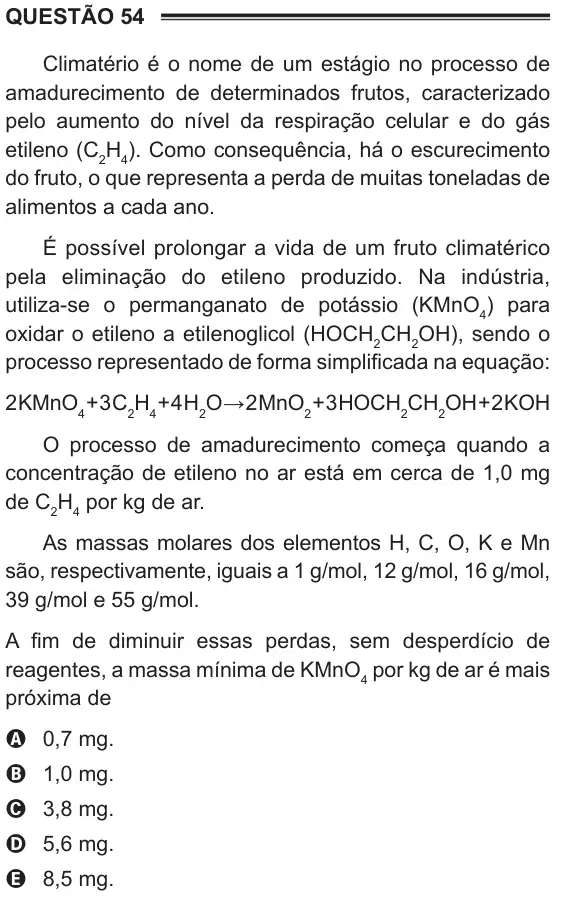 QUESTÃO 54
Climatério é o nome de um estágio no processo de
amadurecimento de determinados frutos, caracterizado
pelo aumento do nível da respiração celular e do gás
etileno (C₂H₄). Como consequência, há o escurecimento
do fruto, o que representa a perda de muitas toneladas de
alimentos a cada ano.
É possível prolongar a vida de um fruto climatérico
pela eliminação do etileno produzido. Na indústria,
utiliza-se o permanganato de potássio (KMnO₄) para
oxidar o etileno a etilenoglicol (HOCH₂CH₂OH), sendo o
processo representado de forma simplificada na equação:
2KMnO₄+3C₂H₄+4H₂O→2MnO₂+3HOCH₂CH₂OH+2KOH
O processo de amadurecimento começa quando a
concentração de etileno no ar está em cerca de 1,0 mg
de C₂H₄ por kg de ar.
As massas molares dos elementos H, C, O, K e Mn
são, respectivamente, iguais a 1 g/mol, 12 g/mol, 16 g/mol,
39 g/mol e 55 g/mol.
A fim de diminuir essas perdas, sem desperdício de
reagentes, a massa mínima de KMnO₄ por kg de ar é mais
próxima de
A 0,7 mg.
B 1,0 mg.
C 3,8 mg.
D 5,6 mg.
E 8,5 mg.